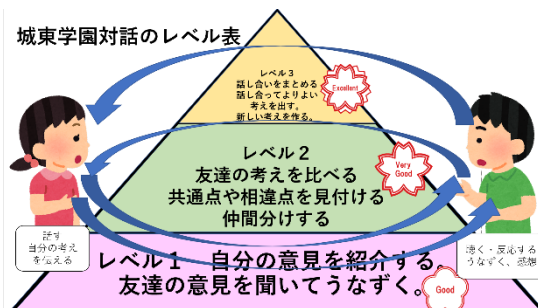 城東学園対話のレベル表
レベル３
話し合いをまとめる
話し合ってよりよい
考えを出す。
新しい考えを作る。
Excellent
レベル２
友達の考えを比べる
共通点や相違点を見付ける
仲間分けする
Very
Good
話す
自分の考え
を伝える
聴く・反応する
うなずく、感想
レベル１　自分の意見を紹介する。
友達の意見を聞いてうなずく。
Good